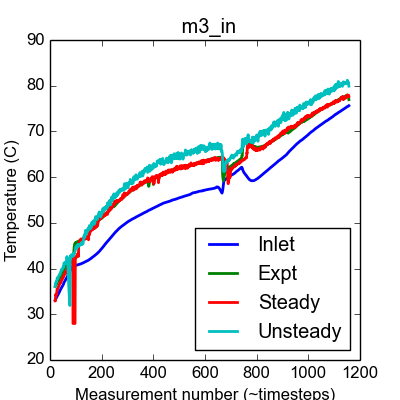 m3_in
Temperature (C)
90
80
70
60
50
40
30
20
0 200 400 600 800 1000 1200
Measurement number (~timesteps)
Inlet
Expt
Steady
Unsteady